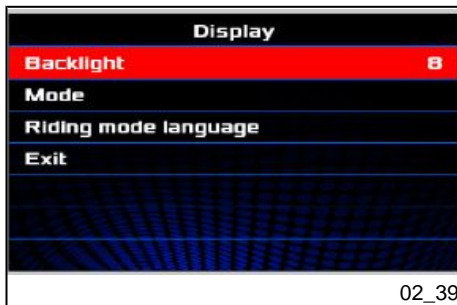 Display
Backlight 8
Mode
Riding mode language
Exit
02_39